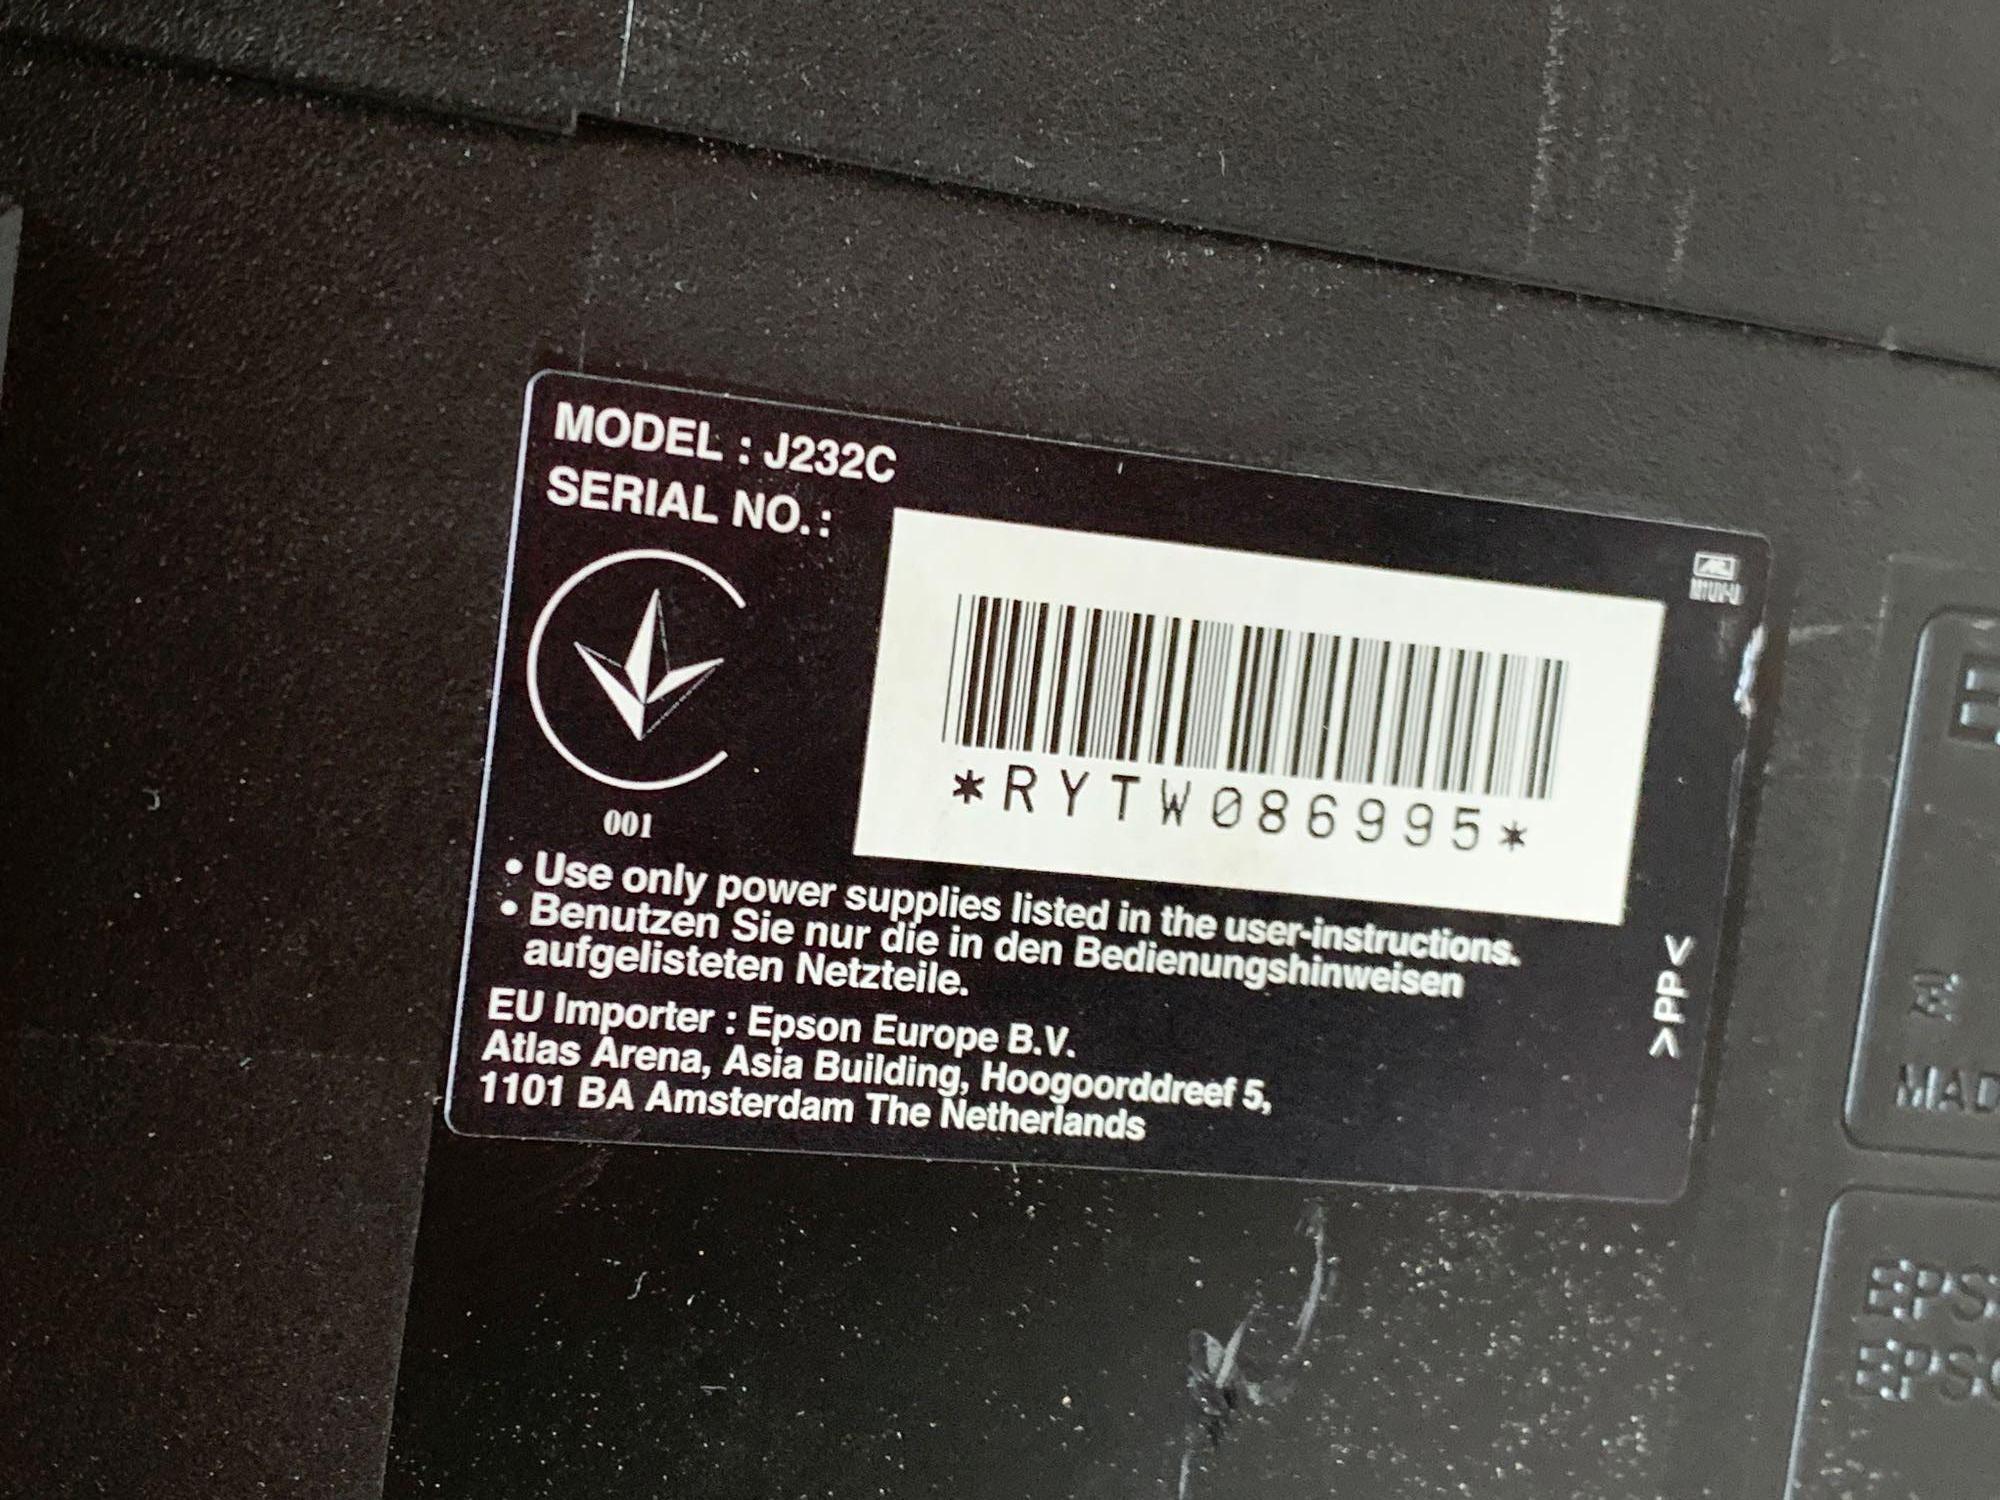 MODEL : J232C
SERIAL NO. :
*RYTW086995*
001
• Use only power supplies listed in the user-instructions.
• Benutzen Sie nur die in den Bedienungshinweisen
aufgelisteten Netzteile.
EU Importer : Epson Europe B.V.
Atlas Arena, Asia Building, Hoogoorddreef 5,
1101 BA Amsterdam The Netherlands
>PP<
MAD
EPS
EPSO